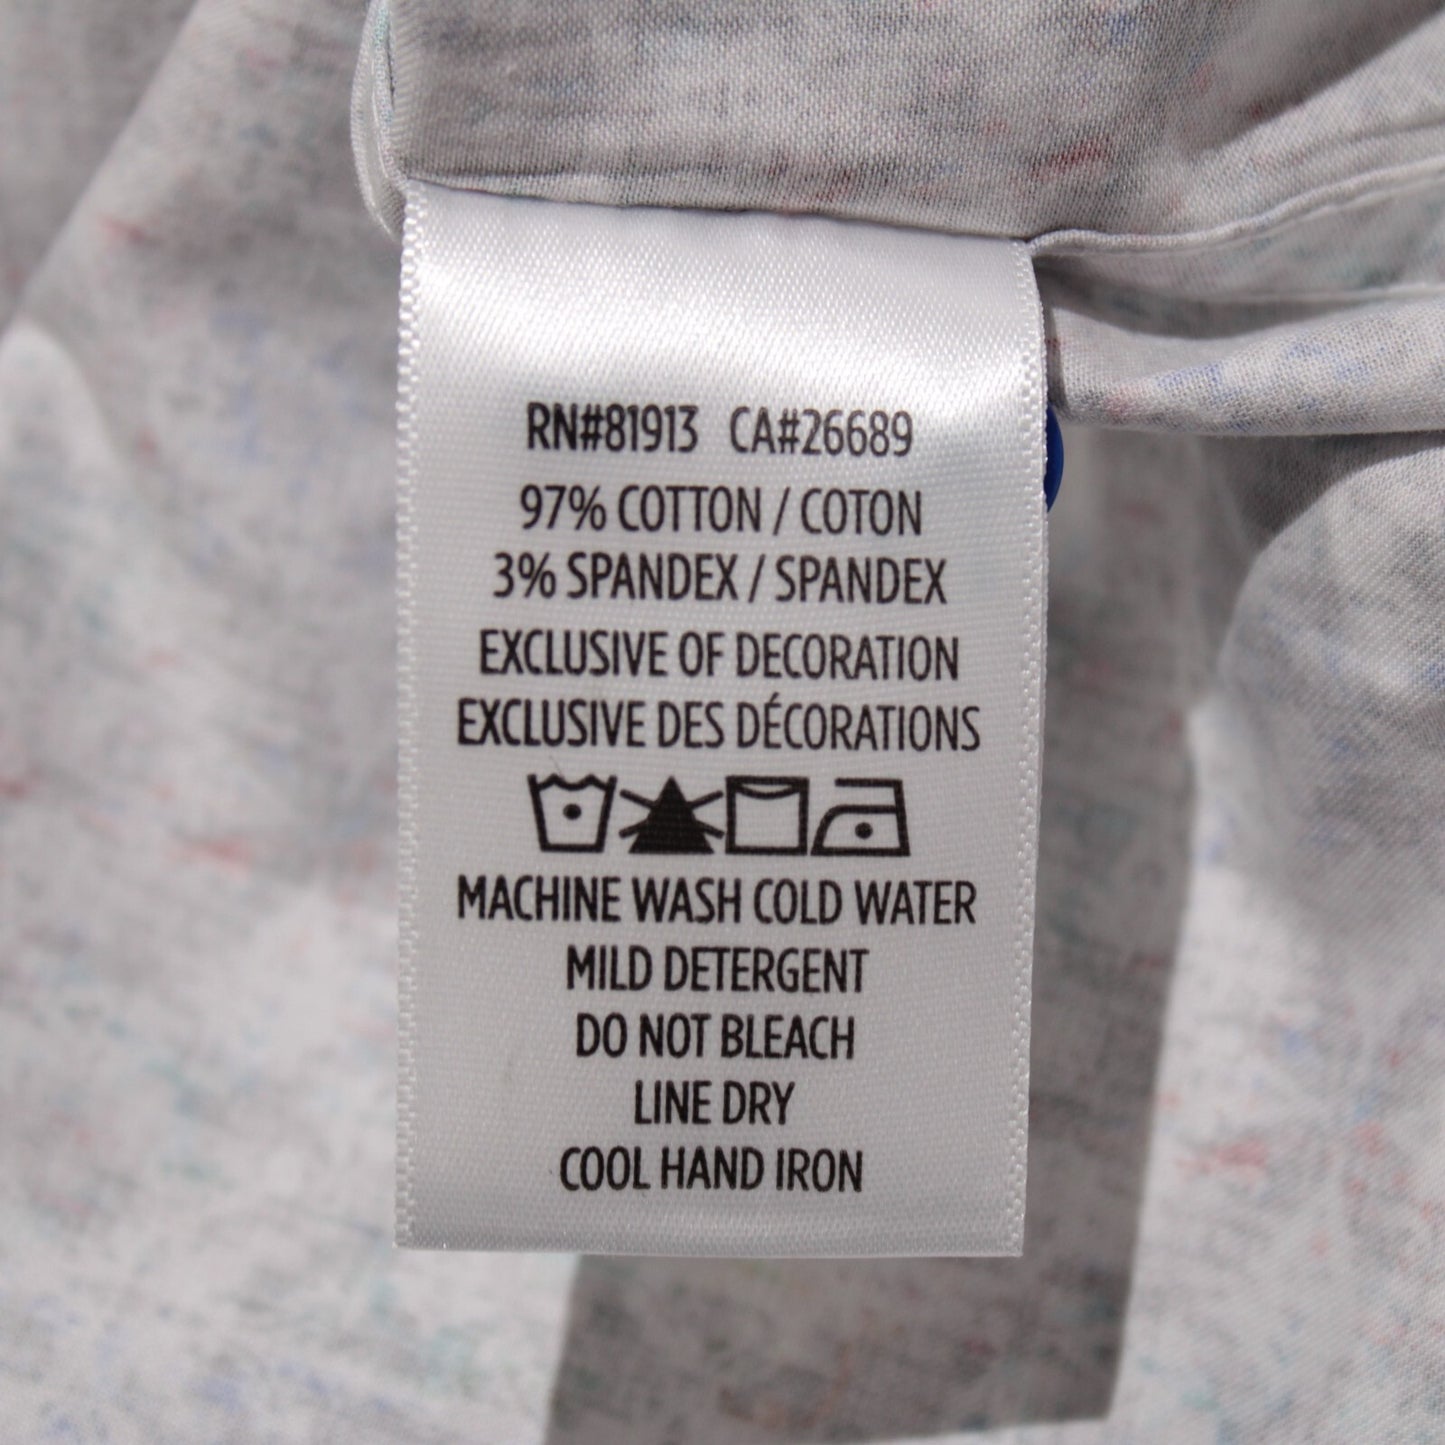 RN#81913 CA#26689
97% COTTON / COTON
3% SPANDEX / SPANDEX
EXCLUSIVE OF DECORATION
EXCLUSIVE DES DÉCORATIONS
MACHINE WASH COLD WATER
MILD DETERGENT
DO NOT BLEACH
LINE DRY
COOL HAND IRON